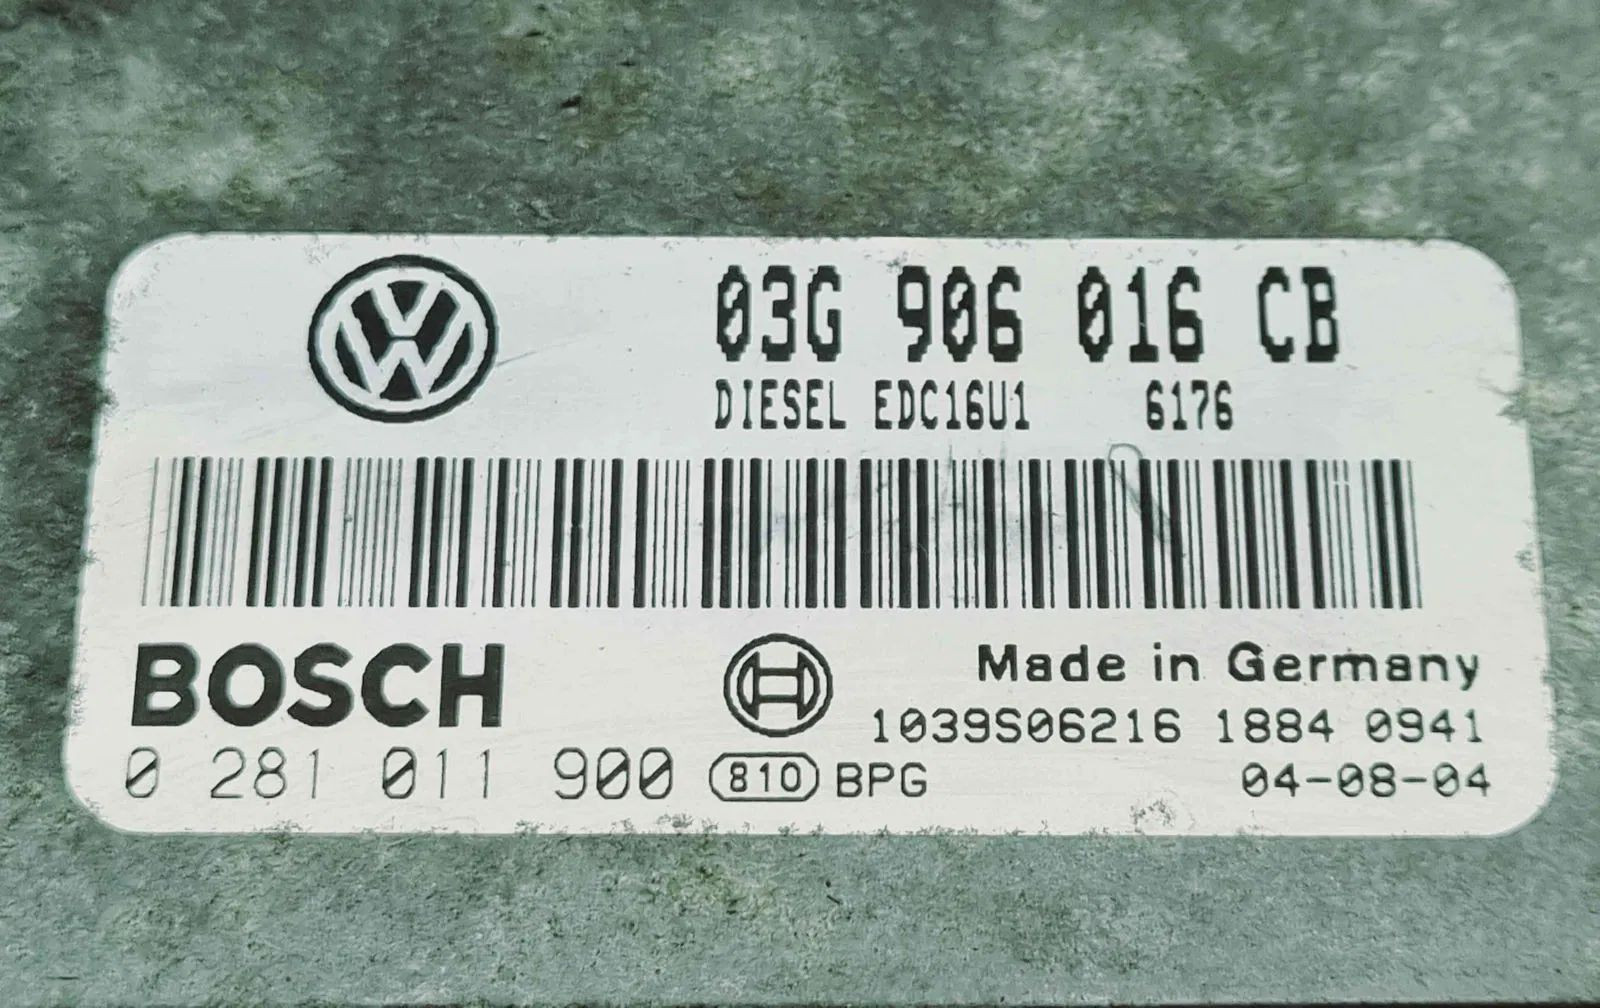 VW
03G 906 016 CB
DIESEL EDC16U1 6176
BOSCH
Made in Germany
1039S06216 1884 0941
0 281 011 900 810 BPG 04-08-04